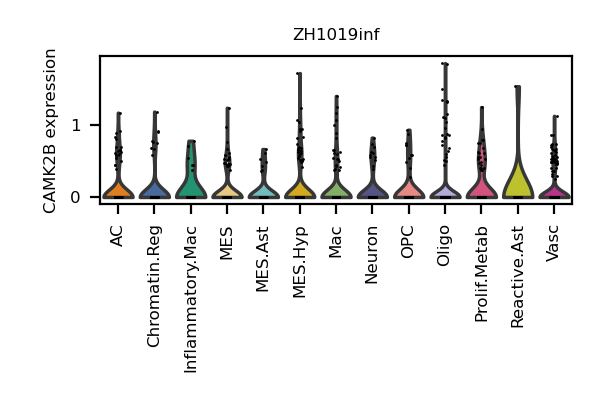 ZH1019inf
CAMK2B expression
1
0
AC
Chromatin.Reg
Inflammatory.Mac
MES
MES.Ast
MES.Hyp
Mac
Neuron
OPC
Oligo
Prolif.Metab
Reactive.Ast
Vasc